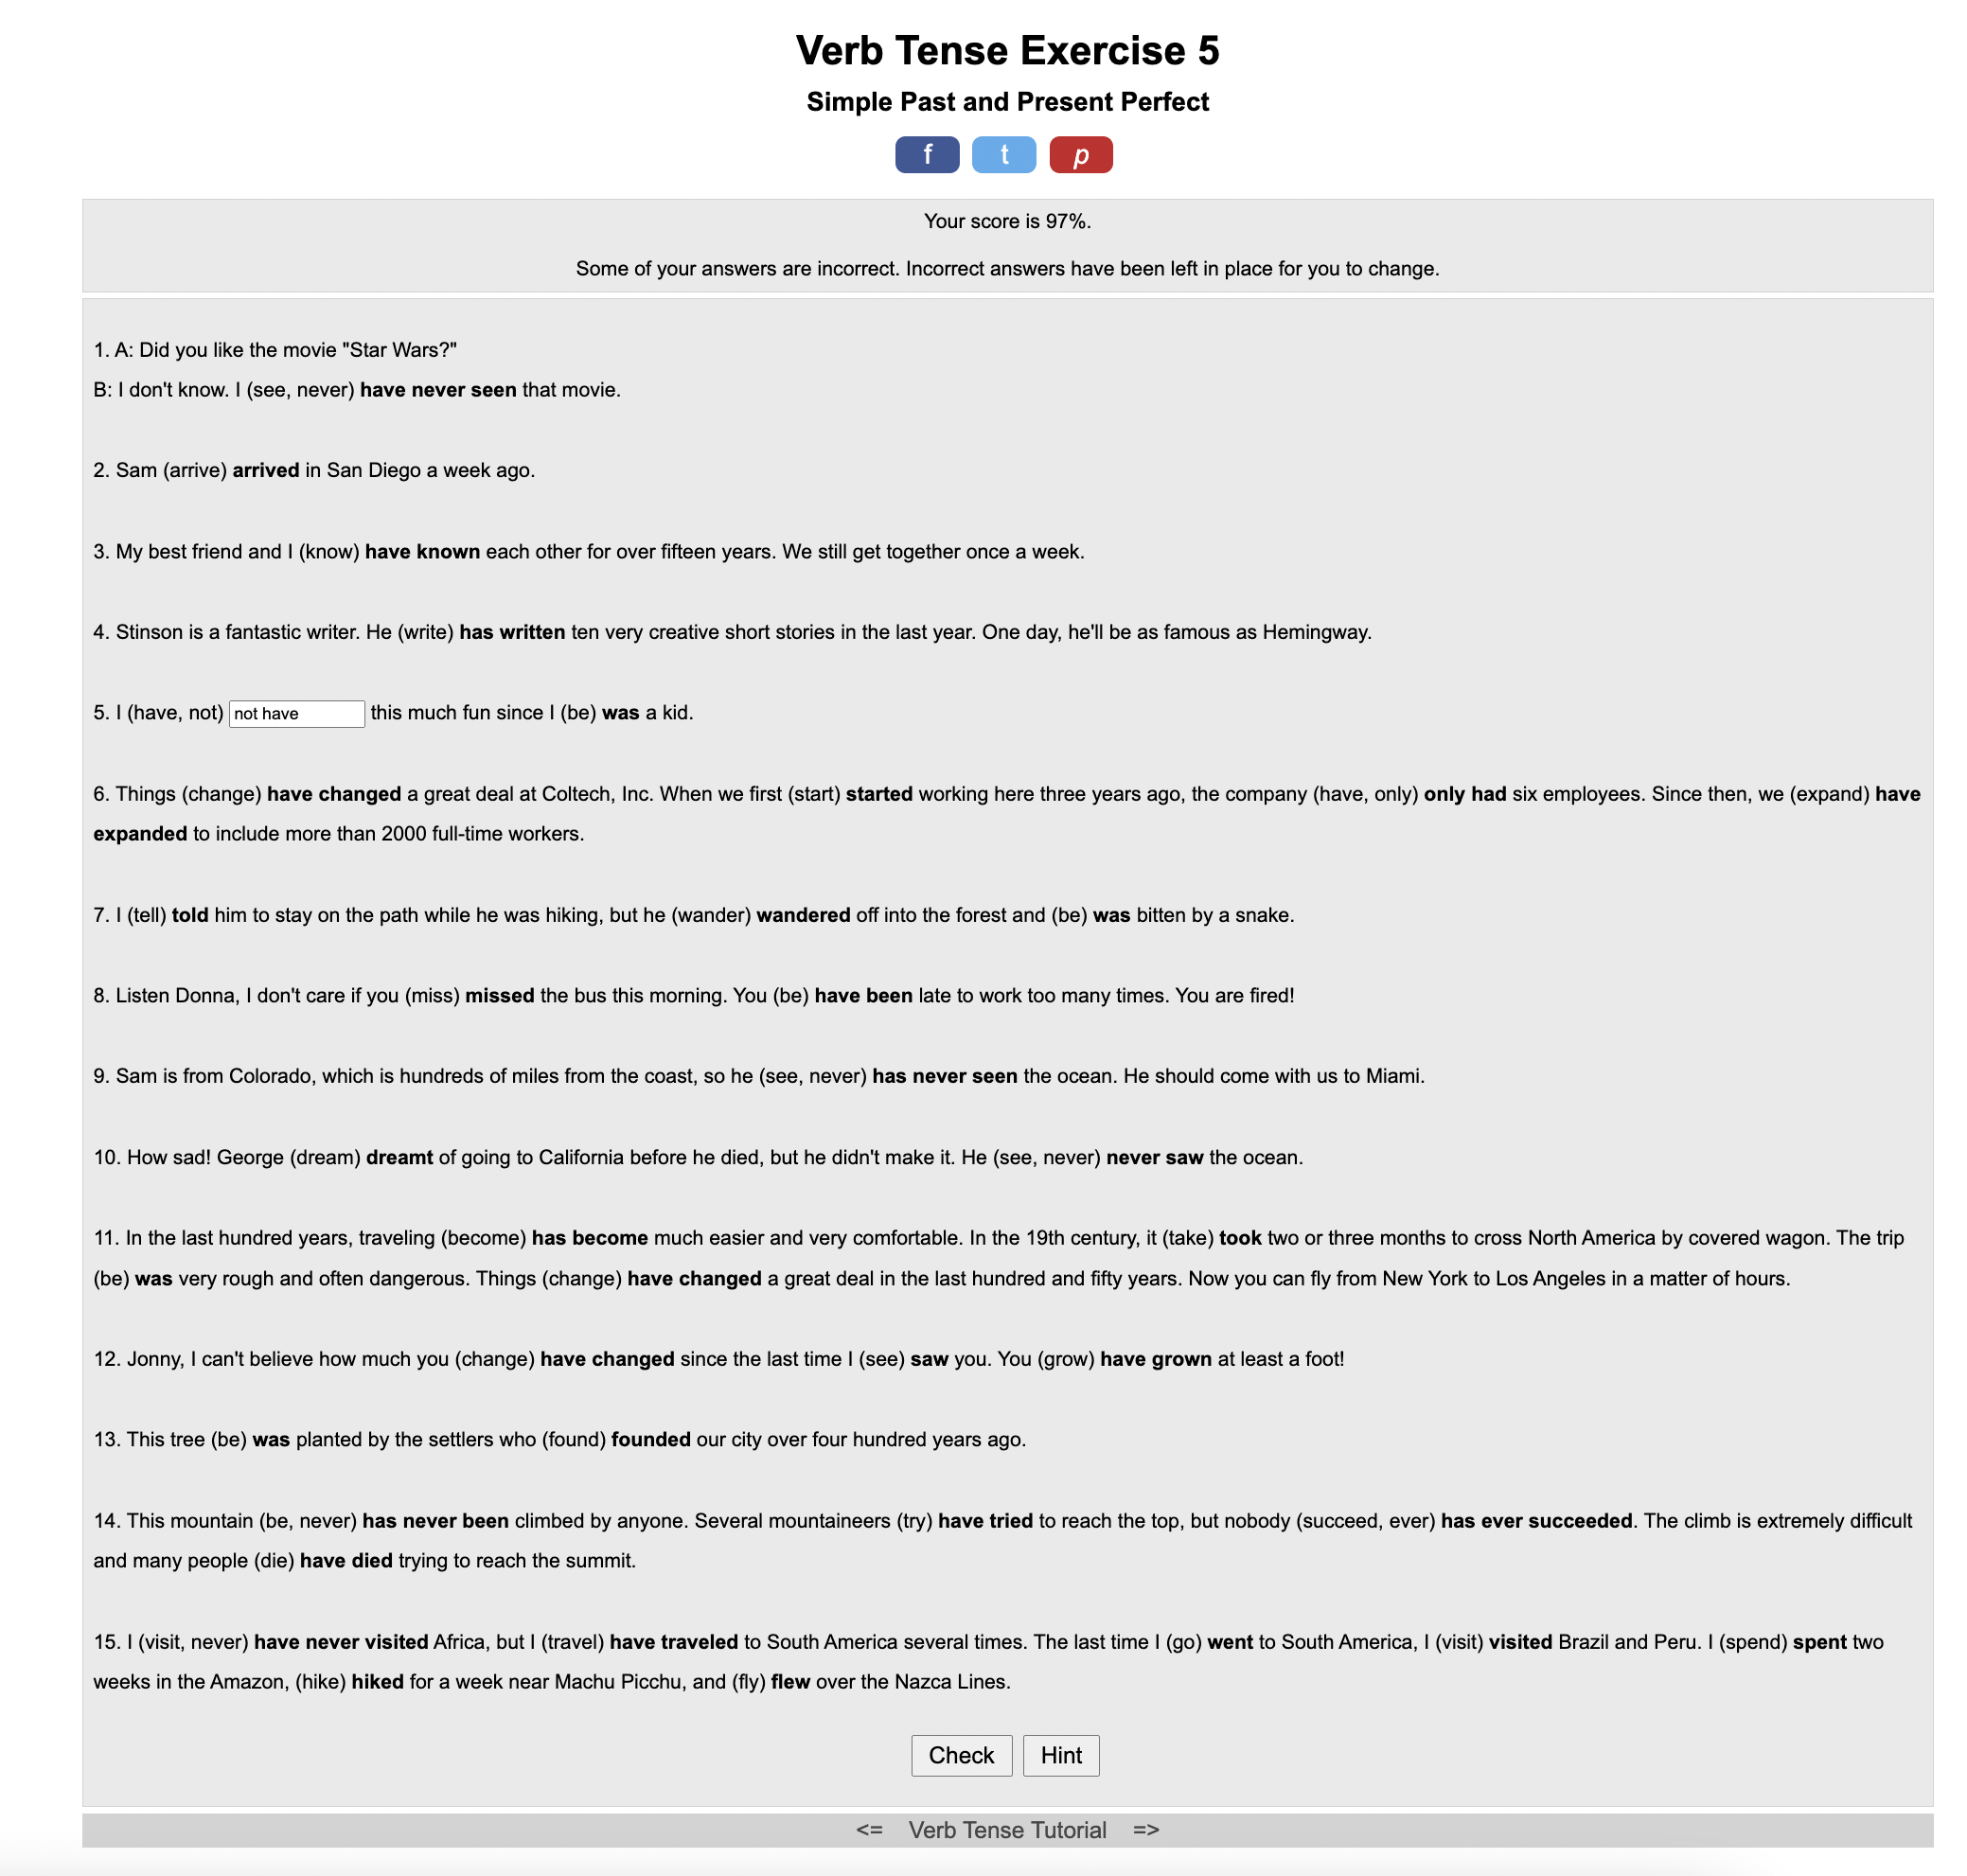 Verb Tense Exercise 5
Simple Past and Present Perfect
f t p
Your score is 97%.
Some of your answers are incorrect. Incorrect answers have been left in place for you to change.
1. A: Did you like the movie "Star Wars?"
B: I don't know. I (see, never) have never seen that movie.
2. Sam (arrive) arrived in San Diego a week ago.
3. My best friend and I (know) have known each other for over fifteen years. We still get together once a week.
4. Stinson is a fantastic writer. He (write) has written ten very creative short stories in the last year. One day, he'll be as famous as Hemingway.
5. I (have, not) not have this much fun since I (be) was a kid.
6. Things (change) have changed a great deal at Coltech, Inc. When we first (start) started working here three years ago, the company (have, only) only had six employees. Since then, we (expand) have
expanded to include more than 2000 full-time workers.
7. I (tell) told him to stay on the path while he was hiking, but he (wander) wandered off into the forest and (be) was bitten by a snake.
8. Listen Donna, I don't care if you (miss) missed the bus this morning. You (be) have been late to work too many times. You are fired!
9. Sam is from Colorado, which is hundreds of miles from the coast, so he (see, never) has never seen the ocean. He should come with us to Miami.
10. How sad! George (dream) dreamt of going to California before he died, but he didn't make it. He (see, never) never saw the ocean.
11. In the last hundred years, traveling (become) has become much easier and very comfortable. In the 19th century, it (take) took two or three months to cross North America by covered wagon. The trip
(be) was very rough and often dangerous. Things (change) have changed a great deal in the last hundred and fifty years. Now you can fly from New York to Los Angeles in a matter of hours.
12. Jonny, I can't believe how much you (change) have changed since the last time I (see) saw you. You (grow) have grown at least a foot!
13. This tree (be) was planted by the settlers who (found) founded our city over four hundred years ago.
14. This mountain (be, never) has never been climbed by anyone. Several mountaineers (try) have tried to reach the top, but nobody (succeed, ever) has ever succeeded. The climb is extremely difficult
and many people (die) have died trying to reach the summit.
15. I (visit, never) have never visited Africa, but I (travel) have traveled to South America several times. The last time I (go) went to South America, I (visit) visited Brazil and Peru. I (spend) spent two
weeks in the Amazon, (hike) hiked for a week near Machu Picchu, and (fly) flew over the Nazca Lines.
Check Hint
<= Verb Tense Tutorial =>